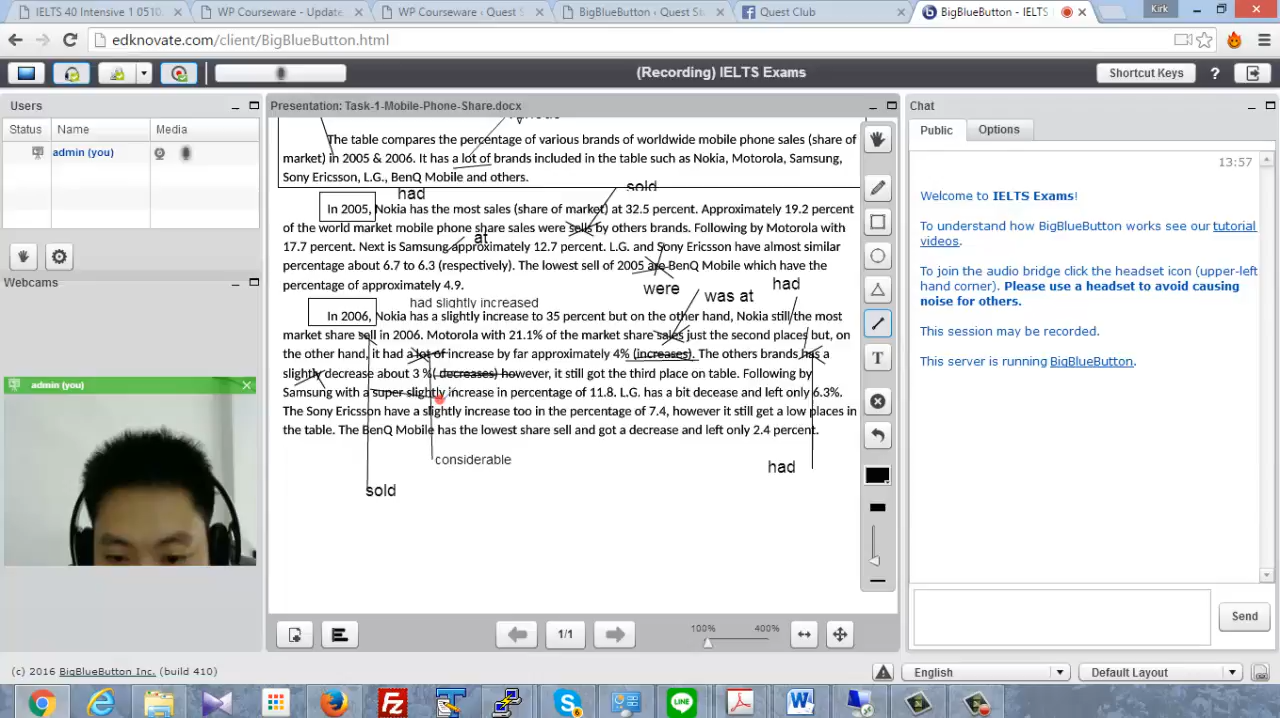 IELTS 40 Intensive 1 0510.
WP Courseware - Update
WP Courseware ‹ Quest S
BigBlueButton ‹ Quest St
Quest Club
BigBlueButton - IELTS
Kirk
edknovate.com/client/BigBlueButton.html
(Recording) IELTS Exams
Shortcut Keys
?
Users
Status Name Media
admin (you)
Webcams
admin (you)
Presentation: Task-1-Mobile-Phone-Share.docx
The table compares the percentage of various brands of worldwide mobile phone sales (share of
market) in 2005 & 2006. It has a lot of brands included in the table such as Nokia, Motorola, Samsung,
Sony Ericsson, L.G., BenQ Mobile and others.
had
sold
In 2005, Nokia has the most sales (share of market) at 32.5 percent. Approximately 19.2 percent
of the world market mobile phone share sales were sells by others brands. Following by Motorola with
at
17.7 percent. Next is Samsung approximately 12.7 percent. L.G. and Sony Ericsson have almost similar
percentage about 6.7 to 6.3 (respectively). The lowest sell of 2005 are BenQ Mobile which have the
percentage of approximately 4.9.
were
was at
had
had slightly increased
In 2006, Nokia has a slightly increase to 35 percent but on the other hand, Nokia still the most
market share sell in 2006. Motorola with 21.1% of the market share sales just the second places but, on
the other hand, it had a lot of increase by far approximately 4% (increases). The others brands has a
slightly decrease about 3 %( decreases) however, it still got the third place on table. Following by
Samsung with a super slightly increase in percentage of 11.8. L.G. has a bit decease and left only 6.3%.
The Sony Ericsson have a slightly increase too in the percentage of 7.4, however it still get a low places in
the table. The BenQ Mobile has the lowest share sell and got a decrease and left only 2.4 percent.
considerable
had
sold
1/1
100%
400%
Chat
Public
Options
13:57
Welcome to IELTS Exams!
To understand how BigBlueButton works see our tutorial
videos.
To join the audio bridge click the headset icon (upper-left
hand corner). Please use a headset to avoid causing
noise for others.
This session may be recorded.
This server is running BigBlueButton.
Send
(c) 2016 BigBlueButton Inc. (build 410)
English
Default Layout